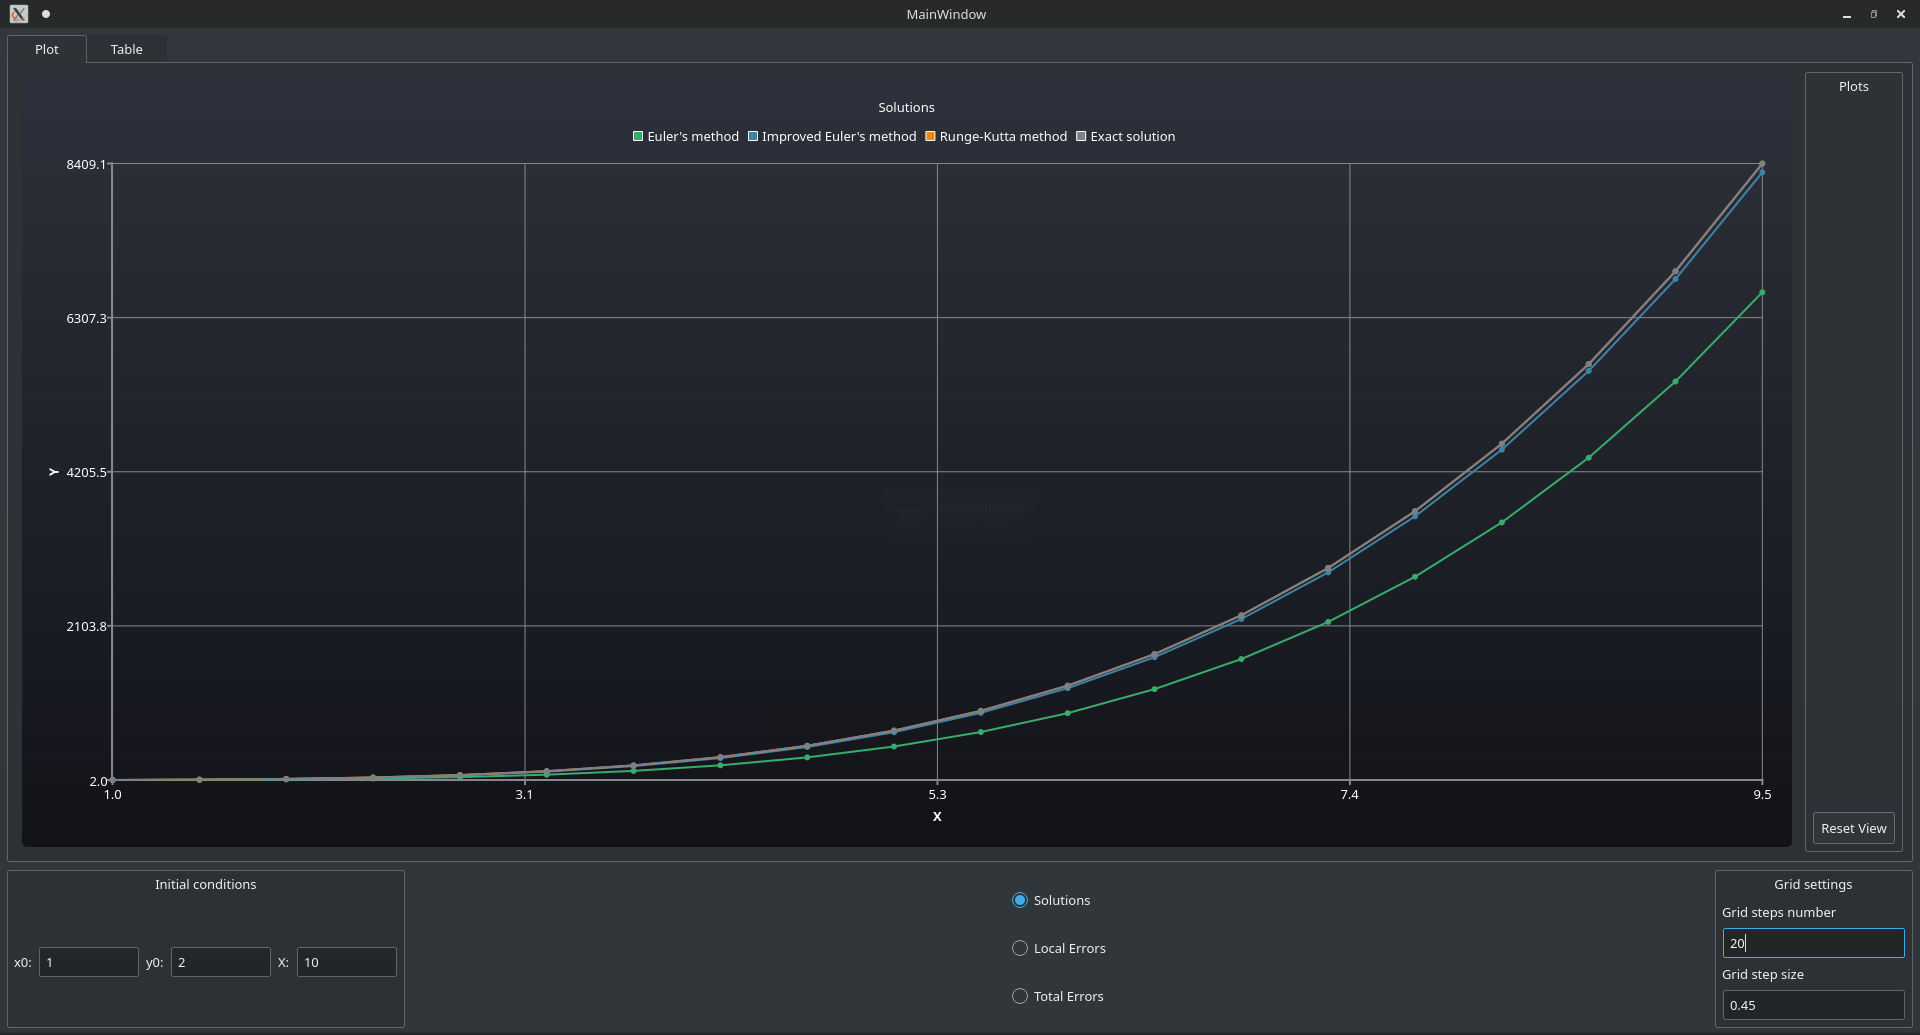 MainWindow
Plot Table
Plots
Solutions
Euler's method Improved Euler's method Runge-Kutta method Exact solution
8409.1
6307.3
Y 4205.5
2103.8
2.0
1.0 3.1 5.3 7.4 9.5
X
Reset View
Initial conditions
x0: 1 y0: 2 X: 10
Solutions
Local Errors
Total Errors
Grid settings
Grid steps number
20
Grid step size
0.45